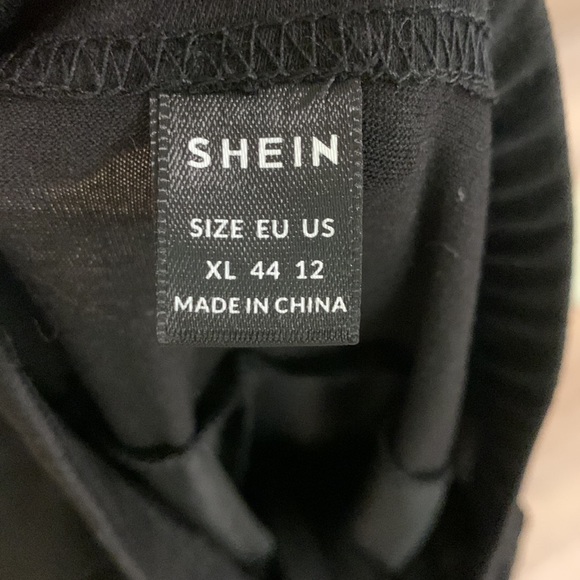 SHEIN
SIZE EU US
XL 44 12
MADE IN CHINA